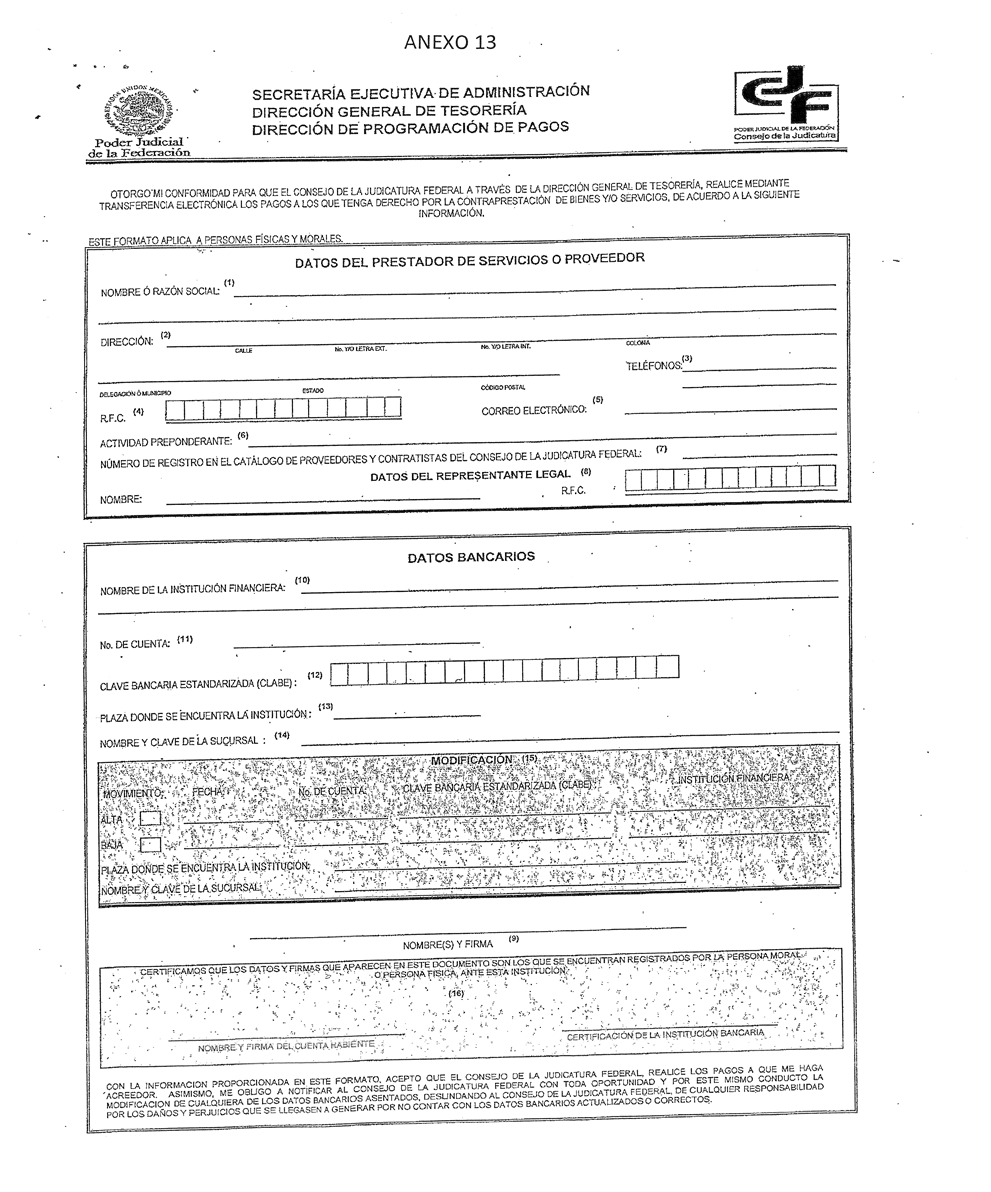 ANEXO 13
SECRETARÍA EJECUTIVA DE ADMINISTRACIÓN
DIRECCIÓN GENERAL DE TESORERÍA
DIRECCIÓN DE PROGRAMACIÓN DE PAGOS
ESTADOS UNIDOS MEXICANOS
Poder Judicial
de la Federación
CJF
PODER JUDICIAL DE LA FEDERACIÓN
Consejo de la Judicatura
OTORGO MI CONFORMIDAD PARA QUE EL CONSEJO DE LA JUDICATURA FEDERAL A TRAVÉS DE LA DIRECCIÓN GENERAL DE TESORERÍA, REALICE MEDIANTE
TRANSFERENCIA ELECTRÓNICA LOS PAGOS A LOS QUE TENGA DERECHO POR LA CONTRAPRESTACIÓN DE BIENES Y/O SERVICIOS, DE ACUERDO A LA SIGUIENTE
INFORMACIÓN.
ESTE FORMATO APLICA A PERSONAS FÍSICAS Y MORALES.
DATOS DEL PRESTADOR DE SERVICIOS O PROVEEDOR
NOMBRE Ó RAZÓN SOCIAL: (1)
DIRECCIÓN: (2)
CALLE No. Y/O LETRA EXT. No. Y/O LETRA INT. COLONIA
TELÉFONOS: (3)
DELEGACIÓN Ó MUNICIPIO ESTADO CÓDIGO POSTAL
R.F.C. (4) CORREO ELECTRÓNICO: (5)
ACTIVIDAD PREPONDERANTE: (6)
NÚMERO DE REGISTRO EN EL CATÁLOGO DE PROVEEDORES Y CONTRATISTAS DEL CONSEJO DE LA JUDICATURA FEDERAL: (7)
DATOS DEL REPRESENTANTE LEGAL (8)
NOMBRE: R.F.C.
DATOS BANCARIOS
NOMBRE DE LA INSTITUCIÓN FINANCIERA: (10)
No. DE CUENTA: (11)
CLAVE BANCARIA ESTANDARIZADA (CLABE) : (12)
PLAZA DONDE SE ENCUENTRA LA INSTITUCIÓN : (13)
NOMBRE Y CLAVE DE LA SUCURSAL : (14)
MODIFICACIÓN (15)
MOVIMIENTO: FECHA: No. DE CUENTA: CLAVE BANCARIA ESTANDARIZADA (CLABE) : INSTITUCIÓN FINANCIERA:
ALTA
BAJA
PLAZA DONDE SE ENCUENTRA LA INSTITUCIÓN:
NOMBRE Y CLAVE DE LA SUCURSAL:
NOMBRE(S) Y FIRMA (9)
CERTIFICAMOS QUE LOS DATOS Y FIRMAS QUE APARECEN EN ESTE DOCUMENTO SON LOS QUE SE ENCUENTRAN REGISTRADOS POR LA PERSONA MORAL
O PERSONA FÍSICA, ANTE ESTA INSTITUCIÓN:
(16)
NOMBRE Y FIRMA DEL CUENTA HABIENTE CERTIFICACIÓN DE LA INSTITUCIÓN BANCARIA
CON LA INFORMACIÓN PROPORCIONADA EN ESTE FORMATO, ACEPTO QUE EL CONSEJO DE LA JUDICATURA FEDERAL, REALICE LOS PAGOS A QUE ME HAGA
ACREEDOR. ASIMISMO, ME OBLIGO A NOTIFICAR AL CONSEJO DE LA JUDICATURA FEDERAL CON TODA OPORTUNIDAD Y POR ESTE MISMO CONDUCTO LA
MODIFICACIÓN DE CUALQUIERA DE LOS DATOS BANCARIOS ASENTADOS, DESLINDANDO AL CONSEJO DE LA JUDICATURA FEDERAL, DE CUALQUIER RESPONSABILIDAD
POR LOS DAÑOS Y PERJUICIOS QUE SE LLEGASEN A GENERAR POR NO CONTAR CON LOS DATOS BANCARIOS ACTUALIZADOS O CORRECTOS.